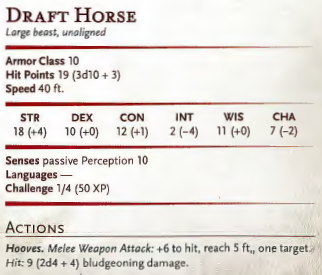 DRAFT HORSE
Large beast, unaligned
Armor Class 10
Hit Points 19 (3d10 + 3)
Speed 40 ft.
STR DEX CON INT WIS CHA
18 (+4) 10 (+0) 12 (+1) 2 (−4) 11 (+0) 7 (−2)
Senses passive Perception 10
Languages —
Challenge 1/4 (50 XP)
ACTIONS
Hooves. Melee Weapon Attack: +6 to hit, reach 5 ft., one target.
Hit: 9 (2d4 + 4) bludgeoning damage.